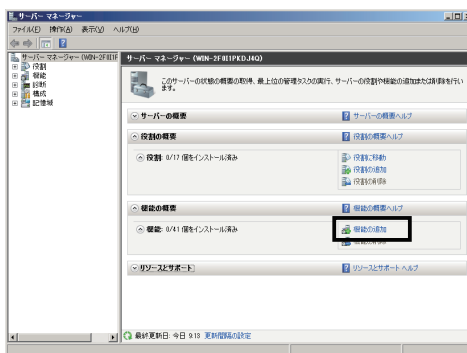 サーバー マネージャー
ファイル(F) 操作(A) 表示(V) ヘルプ(H)
サーバー マネージャー (WIN-2F0I1P
役割
機能
診断
構成
記憶域
サーバー マネージャー (WIN-2F0I1PKDJ4Q)
このサーバーの状態の概要の取得、最上位の管理タスクの実行、サーバーの役割や機能の追加または削除を行います。
サーバーの概要
サーバーの概要ヘルプ
役割の概要
役割の概要ヘルプ
役割: 0/17 個をインストール済み
役割に移動
役割の追加
役割の削除
機能の概要
機能の概要ヘルプ
機能: 0/41 個をインストール済み
機能の追加
機能の削除
リソースとサポート
リソースとサポート ヘルプ
最終更新日: 今日 9:13 更新間隔の設定